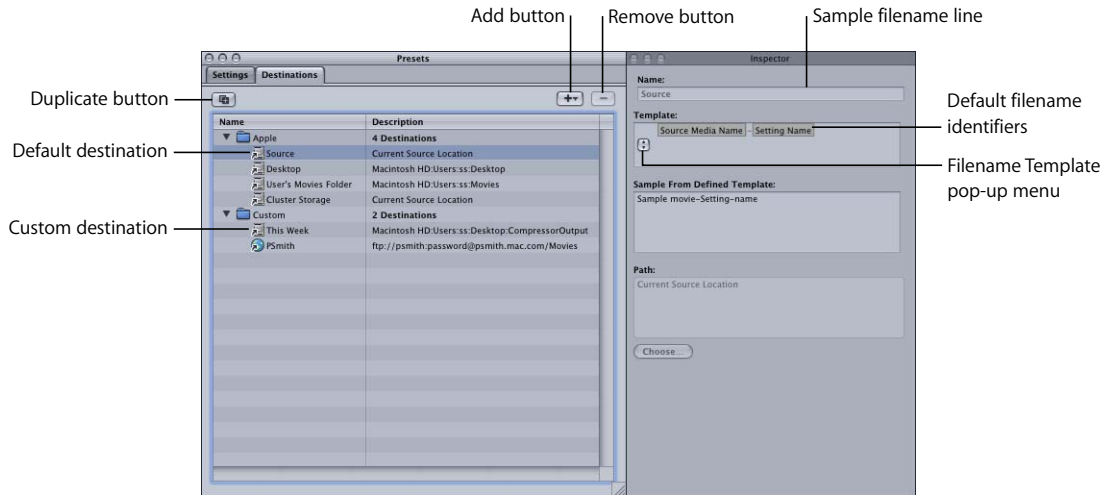 Add button
Remove button
Sample filename line
Presets
Inspector
Settings
Destinations
Name:
Source
Duplicate button
Template:
Name
Description
Source Media Name - Setting Name
Default filename
identifiers
Apple
4 Destinations
Default destination
Source
Current Source Location
Filename Template
pop-up menu
Desktop
Macintosh HD:Users:ss:Desktop
User's Movies Folder
Macintosh HD:Users:ss:Movies
Sample From Defined Template:
Cluster Storage
Current Source Location
Sample movie-Setting-name
Custom
2 Destinations
Custom destination
This Week
Macintosh HD:Users:ss:Desktop:CompressorOutput
PSmith
ftp://psmith:password@psmith.mac.com/Movies
Path:
Current Source Location
Choose...